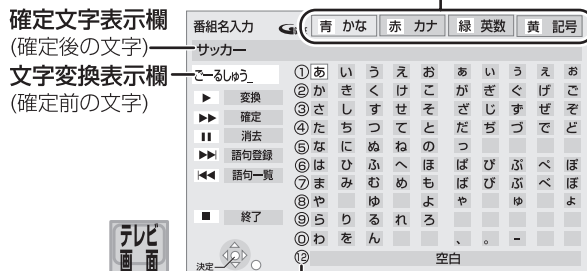 確定文字表示欄
(確定後の文字)
文字変換表示欄
(確定前の文字)
番組名入力 G 青 かな 赤 カナ 緑 英数 黄 記号
サッカー
ごーるしゅう_
▶ 変換
▶▶ 確定
❚❚ 消去
▶▶| 語句登録
|◀◀ 語句一覧
■ 終了
①あ い う え お ぁ ぃ ぅ ぇ ぉ
②か き く け こ が ぎ ぐ げ ご
③さ し す せ そ ざ じ ず ぜ ぞ
④た ち つ て と だ ぢ づ で ど
⑤な に ぬ ね の っ
⑥は ひ ふ へ ほ ば び ぶ べ ぼ
⑦ま み む め も ぱ ぴ ぷ ぺ ぽ
⑧や ゆ よ ゃ ゅ ょ
⑨ら り る れ ろ
⓪わ を ん 、 。 -
⑫ 空白
決定
テレビ
画面